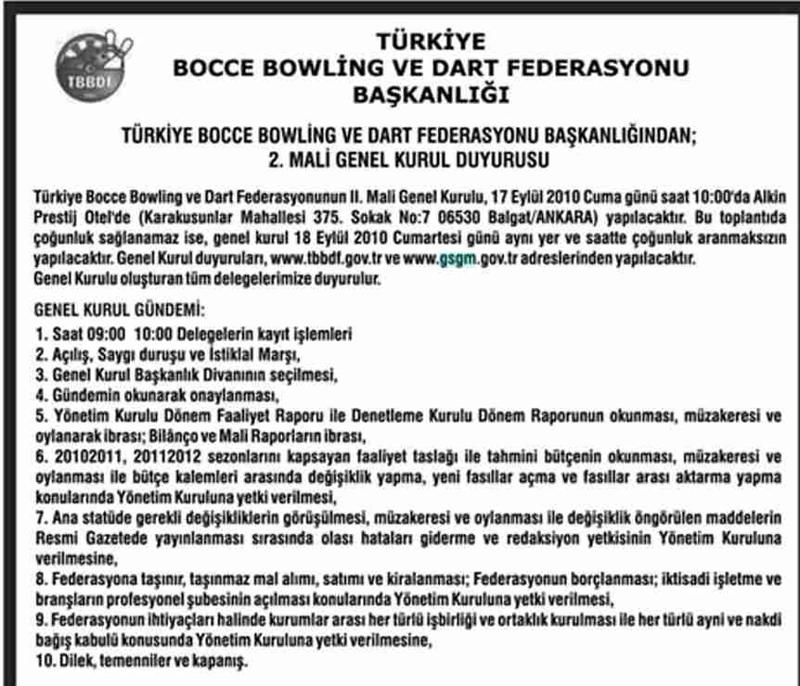 TBBDF
TÜRKİYE
BOCCE BOWLİNG VE DART FEDERASYONU
BAŞKANLIĞI
TÜRKİYE BOCCE BOWLİNG VE DART FEDERASYONU BAŞKANLIĞINDAN;
2. MALİ GENEL KURUL DUYURUSU
Türkiye Bocce Bowling ve Dart Federasyonunun II. Mali Genel Kurulu, 17 Eylül 2010 Cuma günü saat 10:00'da Alkin
Prestij Otel'de (Karakusunlar Mahallesi 375. Sokak No:7 06530 Balgat/ANKARA) yapılacaktır. Bu toplantıda
çoğunluk sağlanamaz ise, genel kurul 18 Eylül 2010 Cumartesi günü aynı yer ve saatte çoğunluk aranmaksızın
yapılacaktır. Genel Kurul duyuruları, www.tbbdf.gov.tr ve www.gsgm.gov.tr adreslerinden yapılacaktır.
Genel Kurulu oluşturan tüm delegelerimize duyurulur.
GENEL KURUL GÜNDEMİ:
1. Saat 09:00 10:00 Delegelerin kayıt işlemleri
2. Açılış, Saygı duruşu ve İstiklal Marşı,
3. Genel Kurul Başkanlık Divanının seçilmesi,
4. Gündemin okunarak onaylanması,
5. Yönetim Kurulu Dönem Faaliyet Raporu ile Denetleme Kurulu Dönem Raporunun okunması, müzakeresi ve
oylanarak ibrası; Bilânço ve Mali Raporların ibrası,
6. 20102011, 20112012 sezonlarını kapsayan faaliyet taslağı ile tahmini bütçenin okunması, müzakeresi ve
oylanması ile bütçe kalemleri arasında değişiklik yapma, yeni fasıllar açma ve fasıllar arası aktarma yapma
konularında Yönetim Kuruluna yetki verilmesi,
7. Ana statüde gerekli değişikliklerin görüşülmesi, müzakeresi ve oylanması ile değişiklik öngörülen maddelerin
Resmi Gazetede yayınlanması sırasında olası hataları giderme ve redaksiyon yetkisinin Yönetim Kuruluna
verilmesine,
8. Federasyona taşınır, taşınmaz mal alımı, satımı ve kiralanması; Federasyonun borçlanması; iktisadi işletme ve
branşların profesyonel şubesinin açılması konularında Yönetim Kuruluna yetki verilmesi,
9. Federasyonun ihtiyaçları halinde kurumlar arası her türlü işbirliği ve ortaklık kurulması ile her türlü ayni ve nakdi
bağış kabulü konusunda Yönetim Kuruluna yetki verilmesine,
10. Dilek, temenniler ve kapanış.